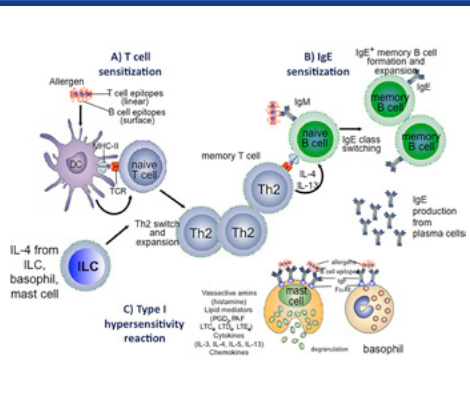 A) T cell
sensitization
Allergen
T cell epitopes
(linear)
B cell epitopes
(surface)
MHC-II
DC
naive
T cell
TCR
Th2 switch
and
expansion
IL-4 from
ILC,
basophil,
mast cell
ILC
Th2
Th2
memory T cell
Th2
B) IgE
sensitization
IgM
naive
B cell
IL-4
IL-13
IgE class
switching
IgE+ memory B cell
formation and
expansion
IgE
memory
B cell
memory
B cell
IgE
production
from
plasma cells
C) Type I
hypersensitivity
reaction
Vasoactive amins
(histamine)
Lipid mediators
(PGD2, PAF
LTC4, LTD4, LTE4)
Cytokines
(IL-3, IL-4, IL-5, IL-13)
Chemokines
allergens
B cell epitopes
IgE
mast
cell
degranulation
basophil